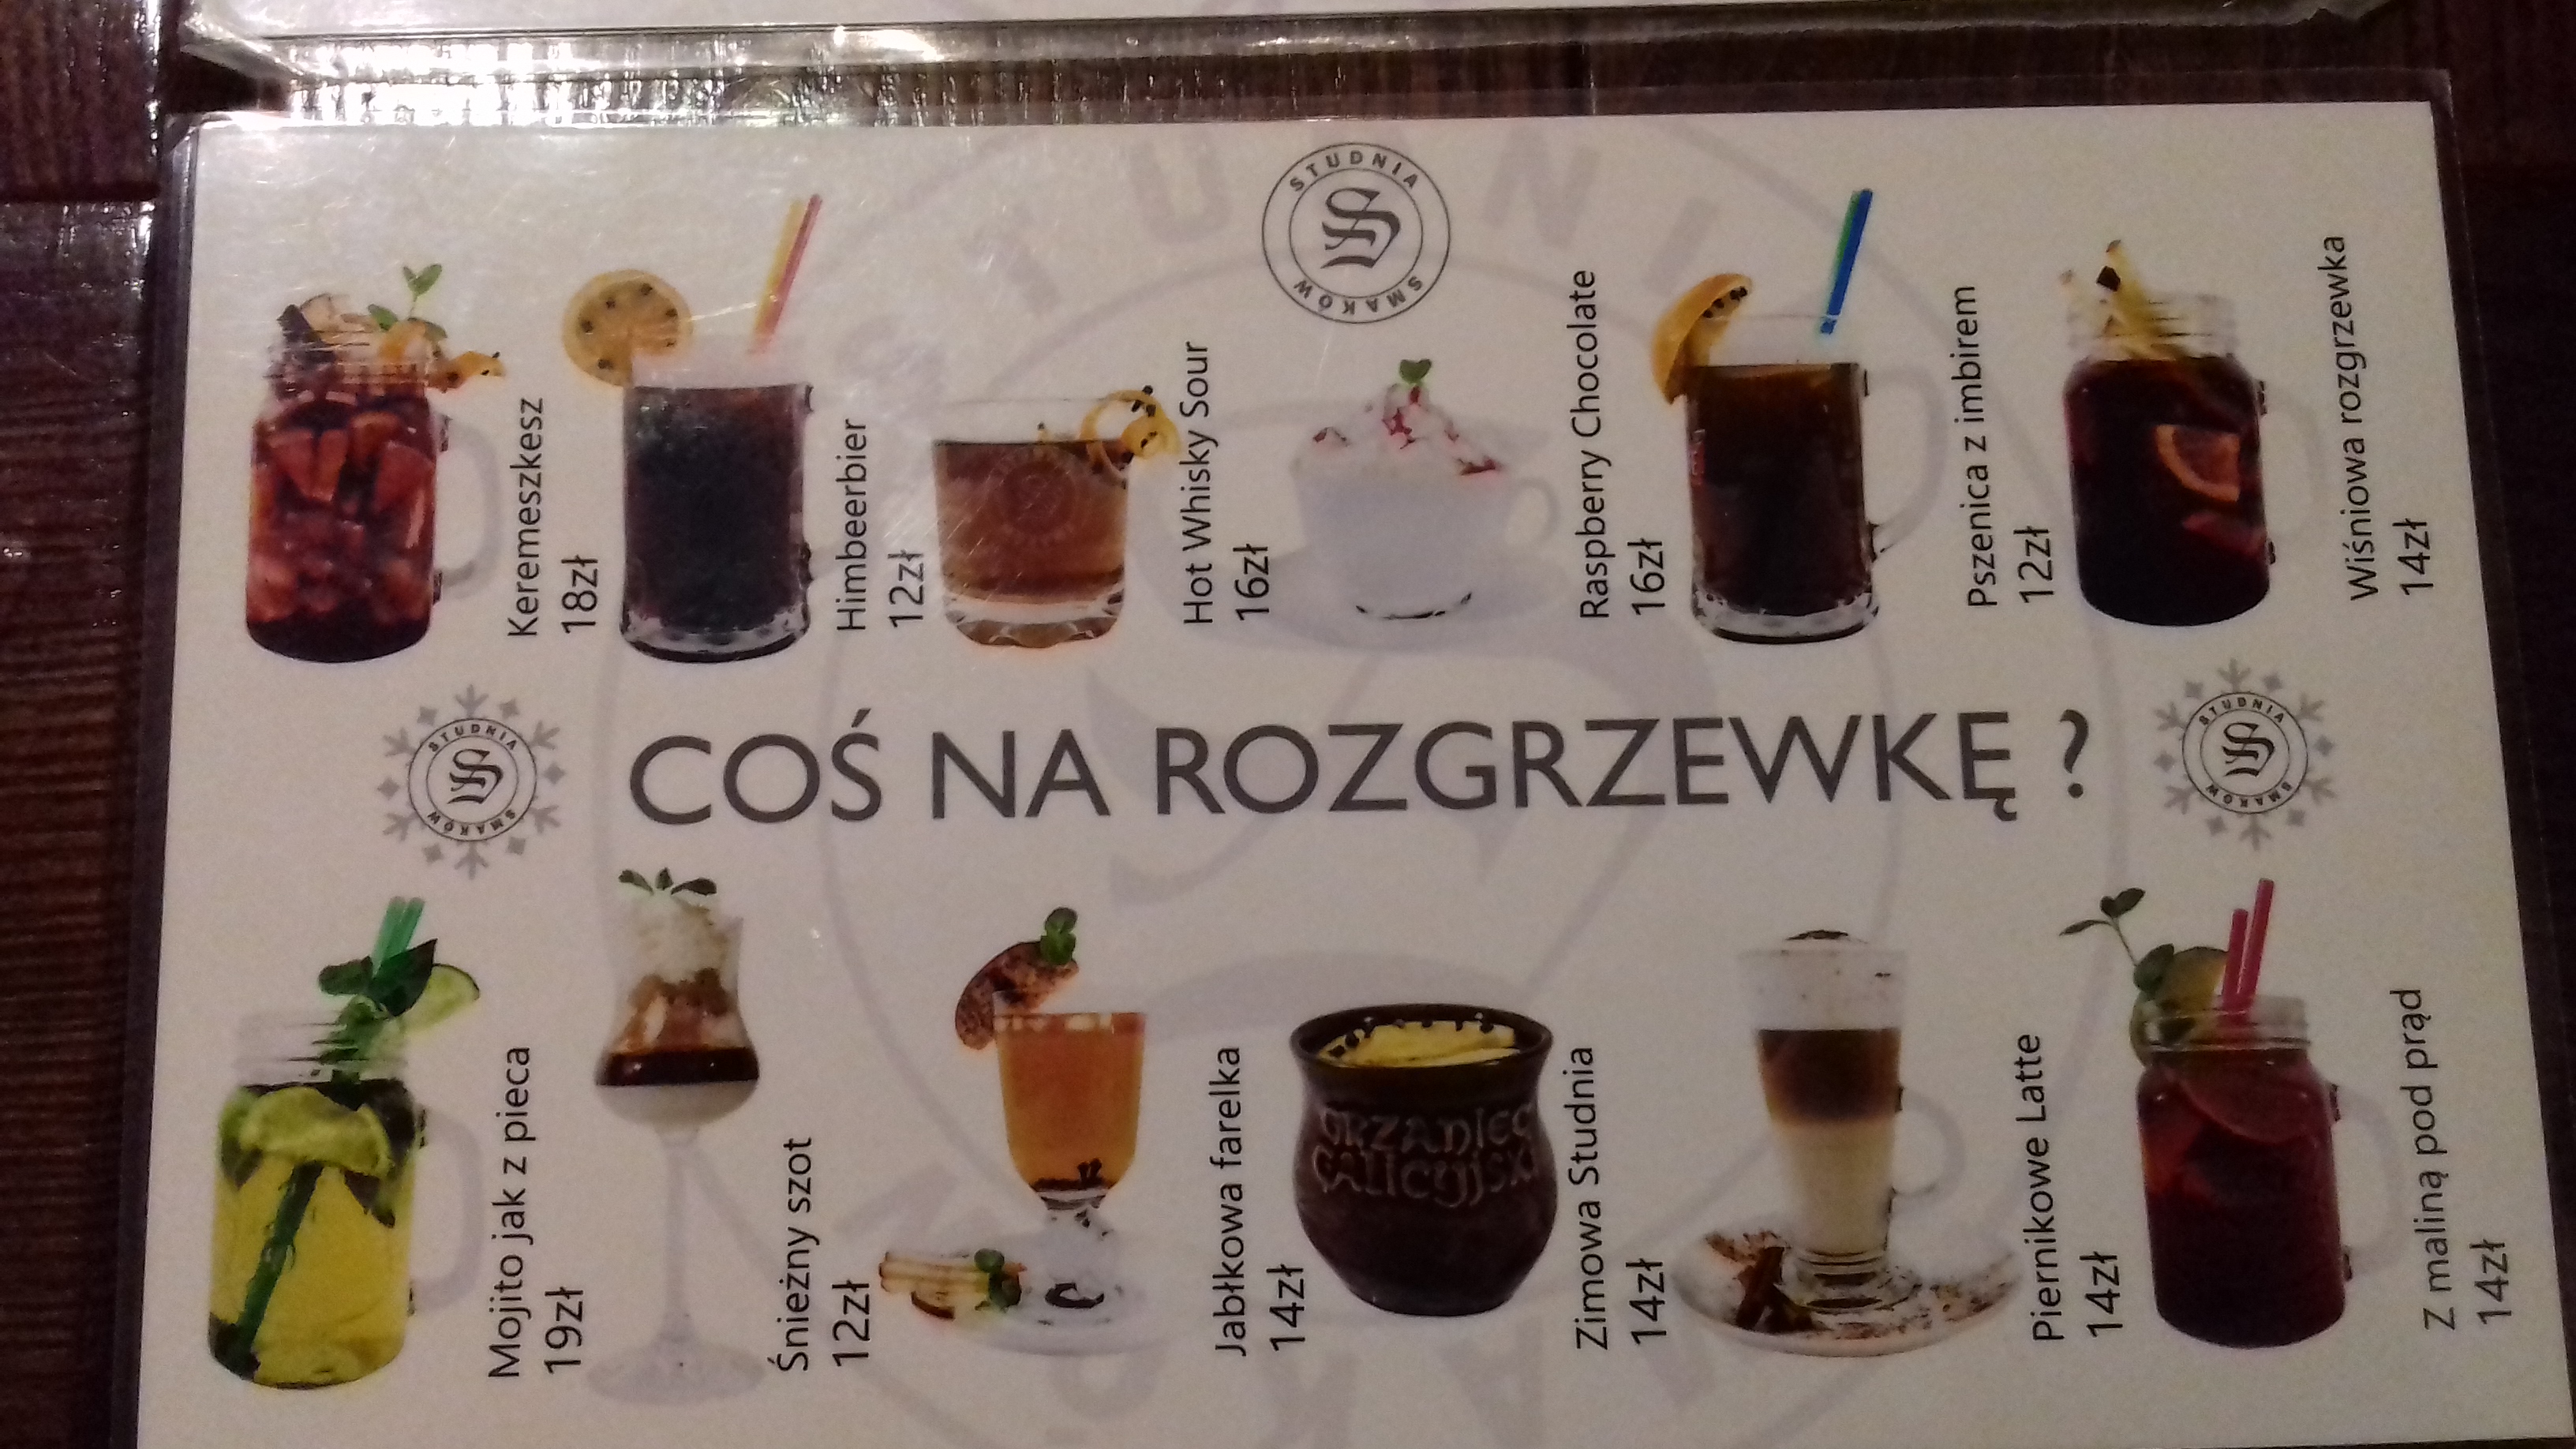 STUDNIA
SMAKÓW
Keremeszkesz
18zł
Himbeerbier
12zł
Hot Whisky Sour
16zł
Raspberry Chocolate
16zł
Pszenica z imbirem
12zł
Wiśniowa rozgrzewka
14zł
STUDNIA
SMAKÓW
COŚ NA ROZGRZEWKĘ ?
STUDNIA
SMAKÓW
Mojito jak z pieca
19zł
Śnieżny szot
12zł
Jabłkowa farelka
14zł
GRZANIEC
GALICYJSKI
Zimowa Studnia
14zł
Piernikowe Latte
14zł
Z maliną pod prąd
14zł